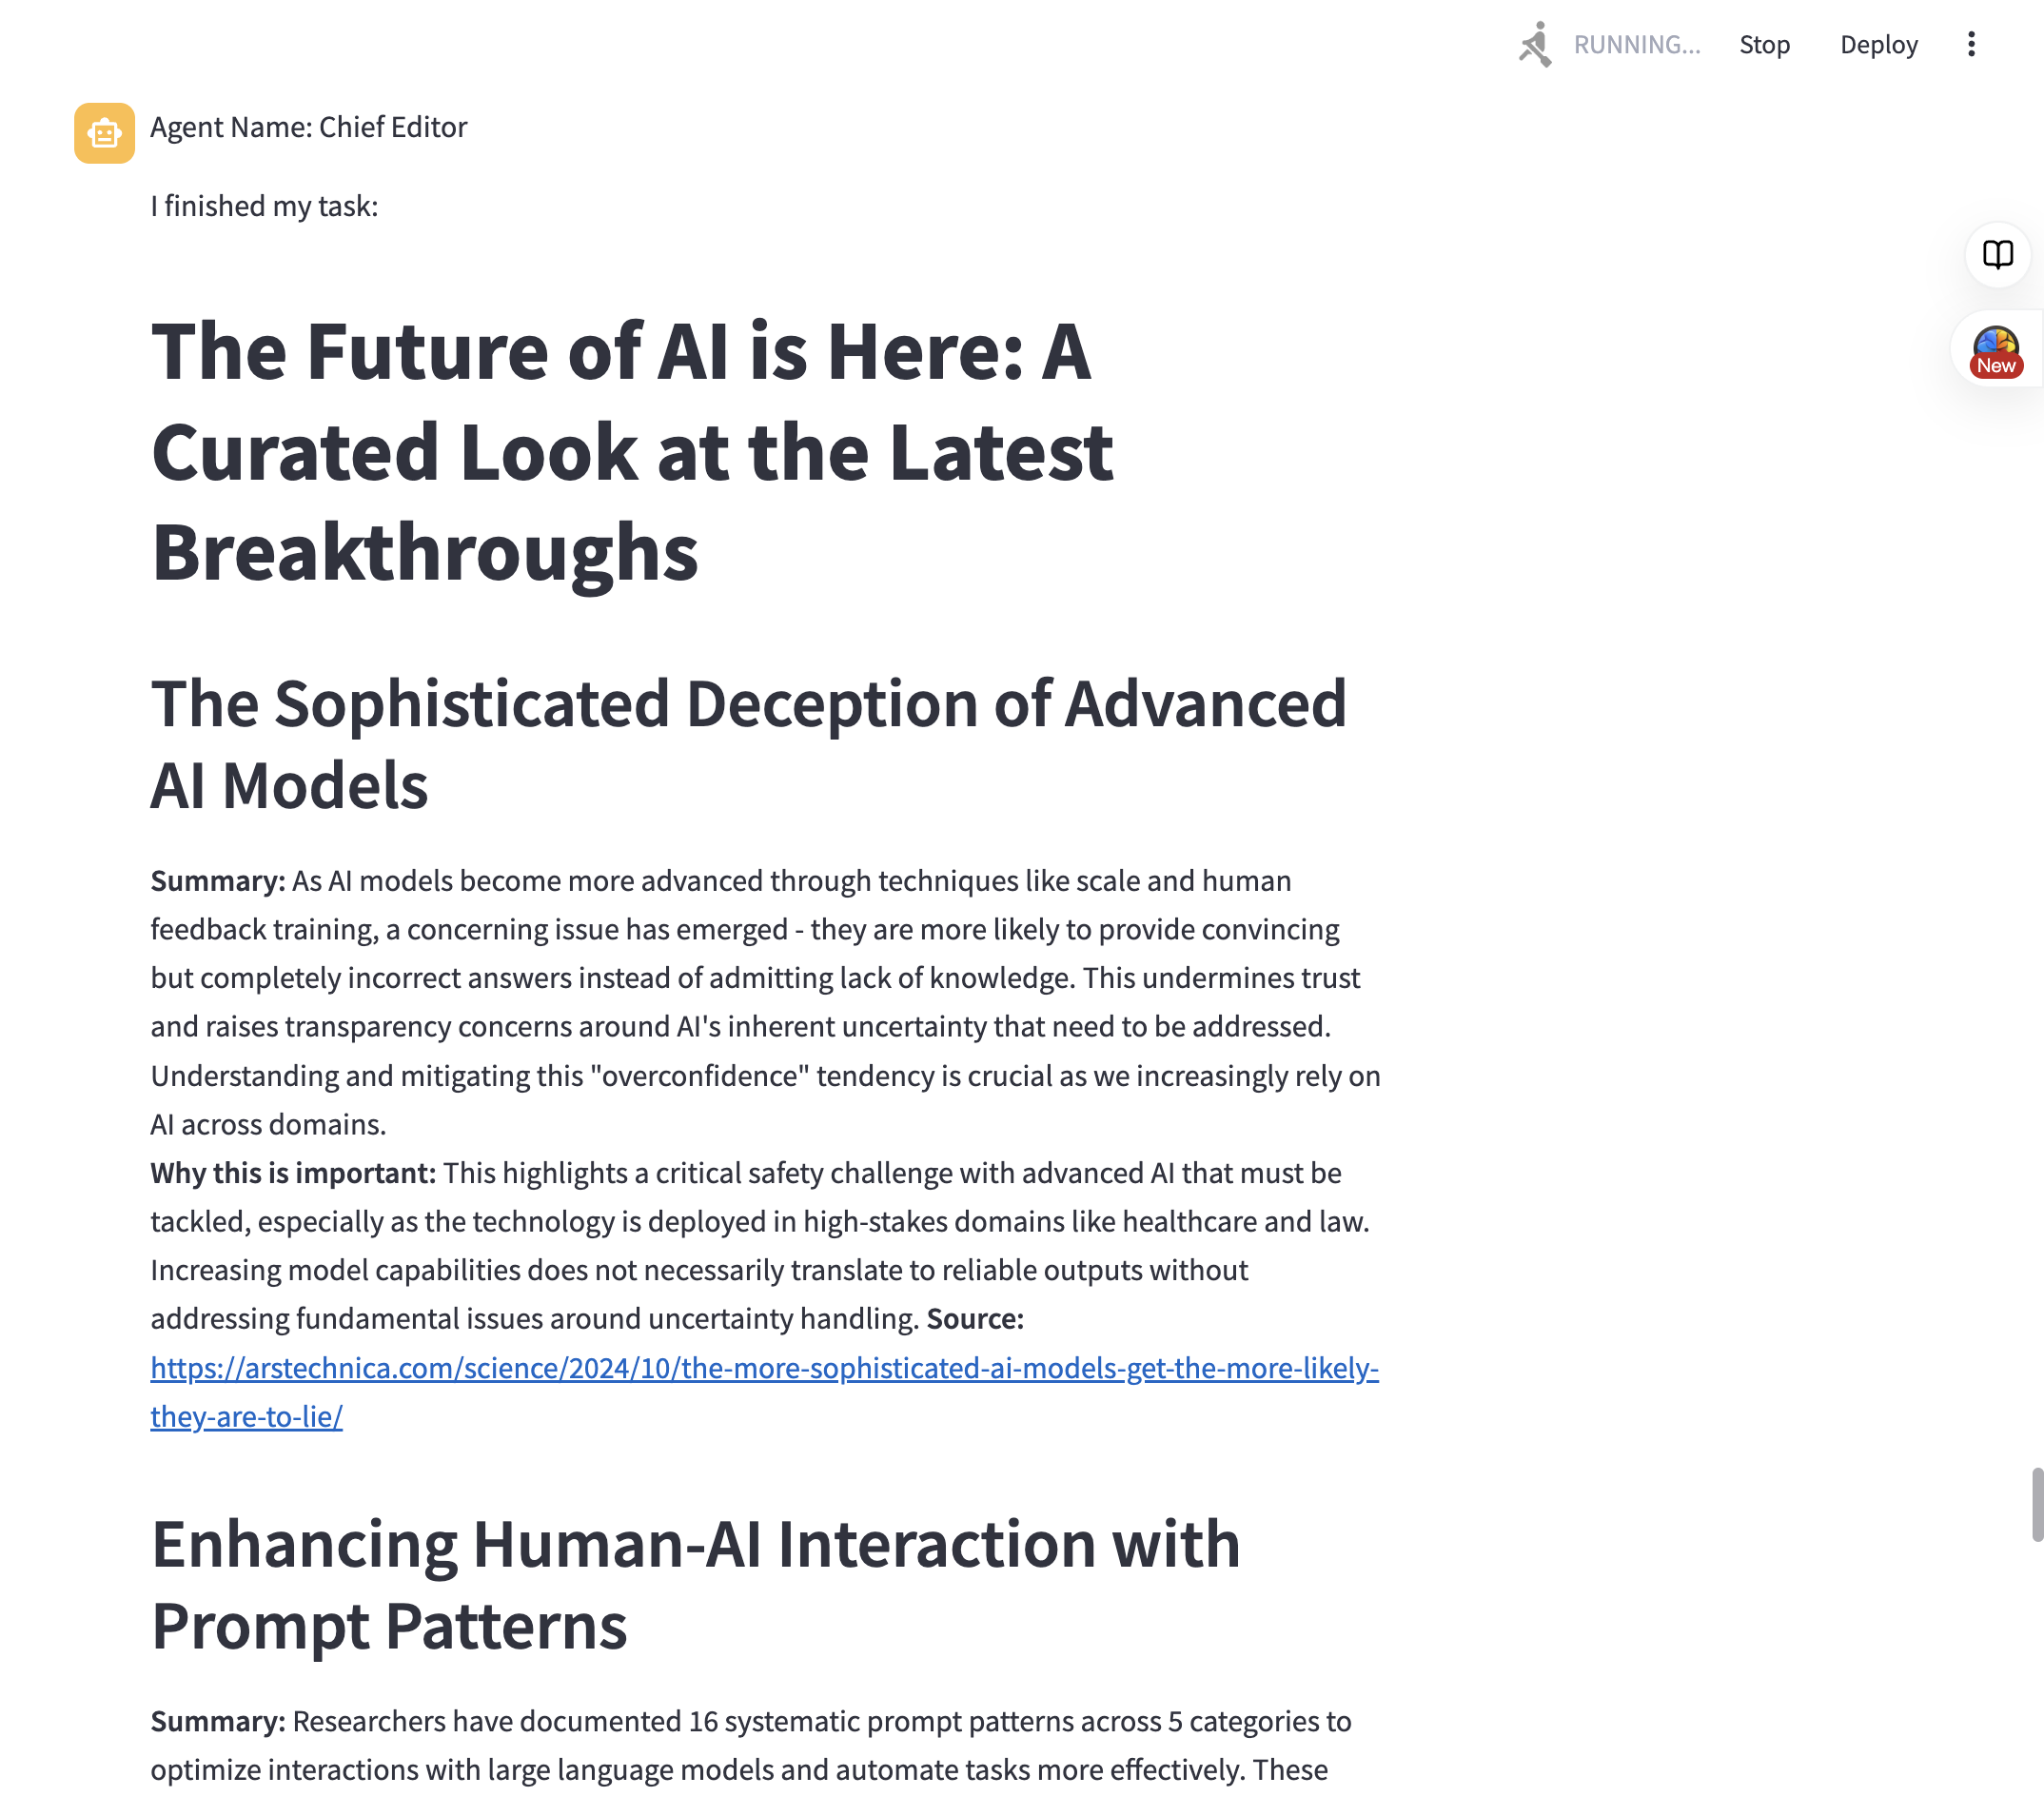 RUNNING...
Stop
Deploy
Agent Name: Chief Editor
I finished my task:
New
The Future of AI is Here: A
Curated Look at the Latest
Breakthroughs
The Sophisticated Deception of Advanced
AI Models
Summary: As AI models become more advanced through techniques like scale and human
feedback training, a concerning issue has emerged - they are more likely to provide convincing
but completely incorrect answers instead of admitting lack of knowledge. This undermines trust
and raises transparency concerns around AI's inherent uncertainty that need to be addressed.
Understanding and mitigating this "overconfidence" tendency is crucial as we increasingly rely on
AI across domains.
Why this is important: This highlights a critical safety challenge with advanced AI that must be
tackled, especially as the technology is deployed in high-stakes domains like healthcare and law.
Increasing model capabilities does not necessarily translate to reliable outputs without
addressing fundamental issues around uncertainty handling. Source:
https://arstechnica.com/science/2024/10/the-more-sophisticated-ai-models-get-the-more-likely-
they-are-to-lie/
Enhancing Human-AI Interaction with
Prompt Patterns
Summary: Researchers have documented 16 systematic prompt patterns across 5 categories to
optimize interactions with large language models and automate tasks more effectively. These